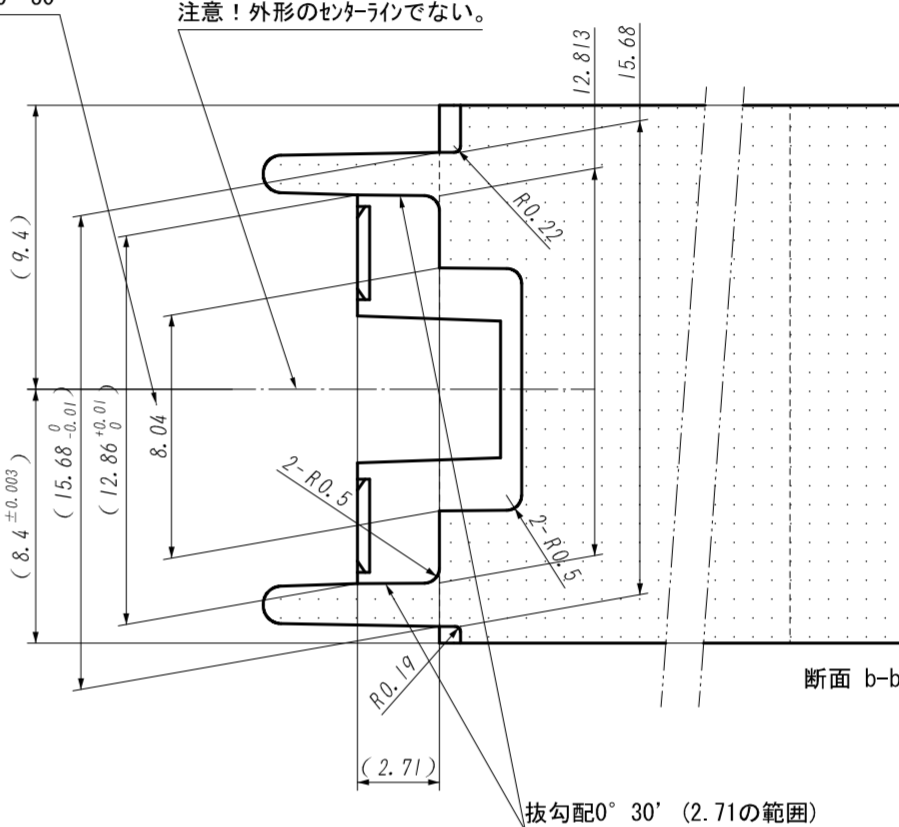 注意！外形のセンターラインでない。
12.813
15.68
R0.22
(9.4)
(8.4 ±0.003)
(15.68 0 -0.01)
(12.86 +0.01 0)
8.04
2-R0.5
2-R0.5
R0.19
(2.71)
断面 b-b
抜勾配0° 30' (2.71の範囲)